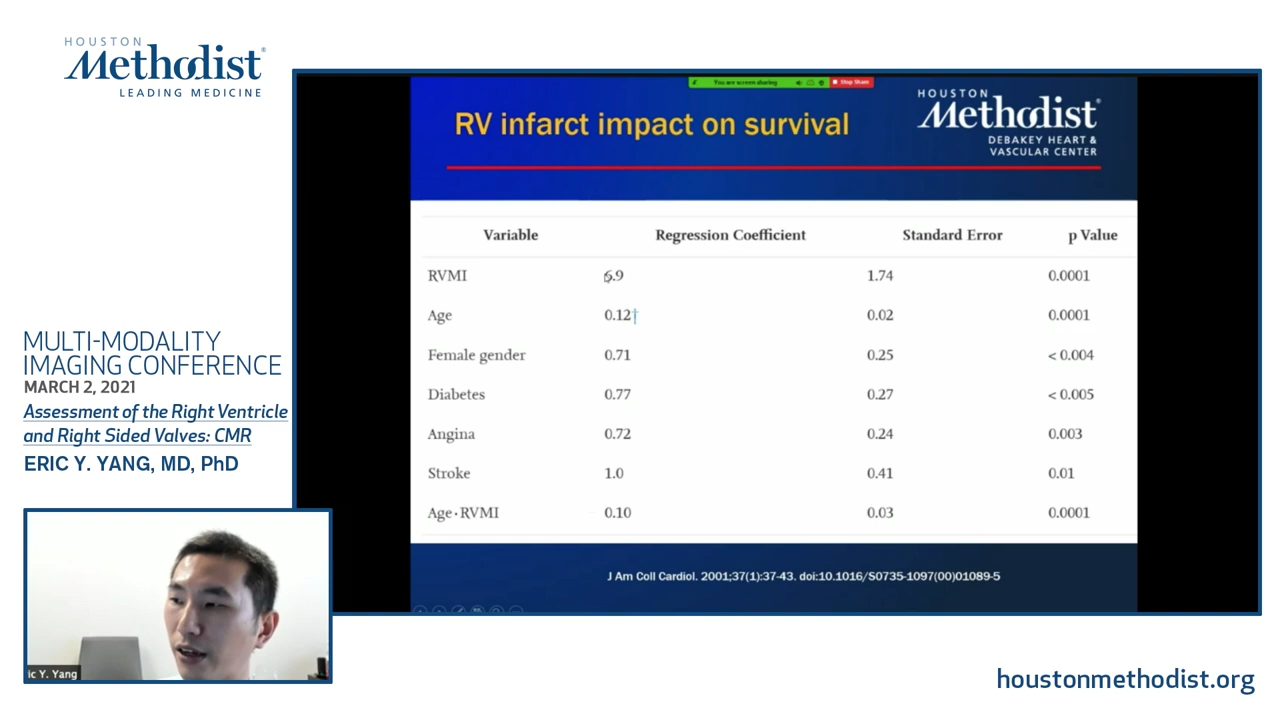 HOUSTON
Methodist®
LEADING MEDICINE
MULTI-MODALITY
IMAGING CONFERENCE
MARCH 2, 2021
Assessment of the Right Ventricle
and Right Sided Valves: CMR
ERIC Y. YANG, MD, PhD
ic Y. Yang
You are screen sharing
Stop Share
RV infarct impact on survival
HOUSTON
Methodist®
DEBAKEY HEART &
VASCULAR CENTER
Variable Regression Coefficient Standard Error p Value
RVMI 6.9 1.74 0.0001
Age 0.12† 0.02 0.0001
Female gender 0.71 0.25 < 0.004
Diabetes 0.77 0.27 < 0.005
Angina 0.72 0.24 0.003
Stroke 1.0 0.41 0.01
Age·RVMI 0.10 0.03 0.0001
J Am Coll Cardiol. 2001;37(1):37-43. doi:10.1016/S0735-1097(00)01089-5
houstonmethodist.org